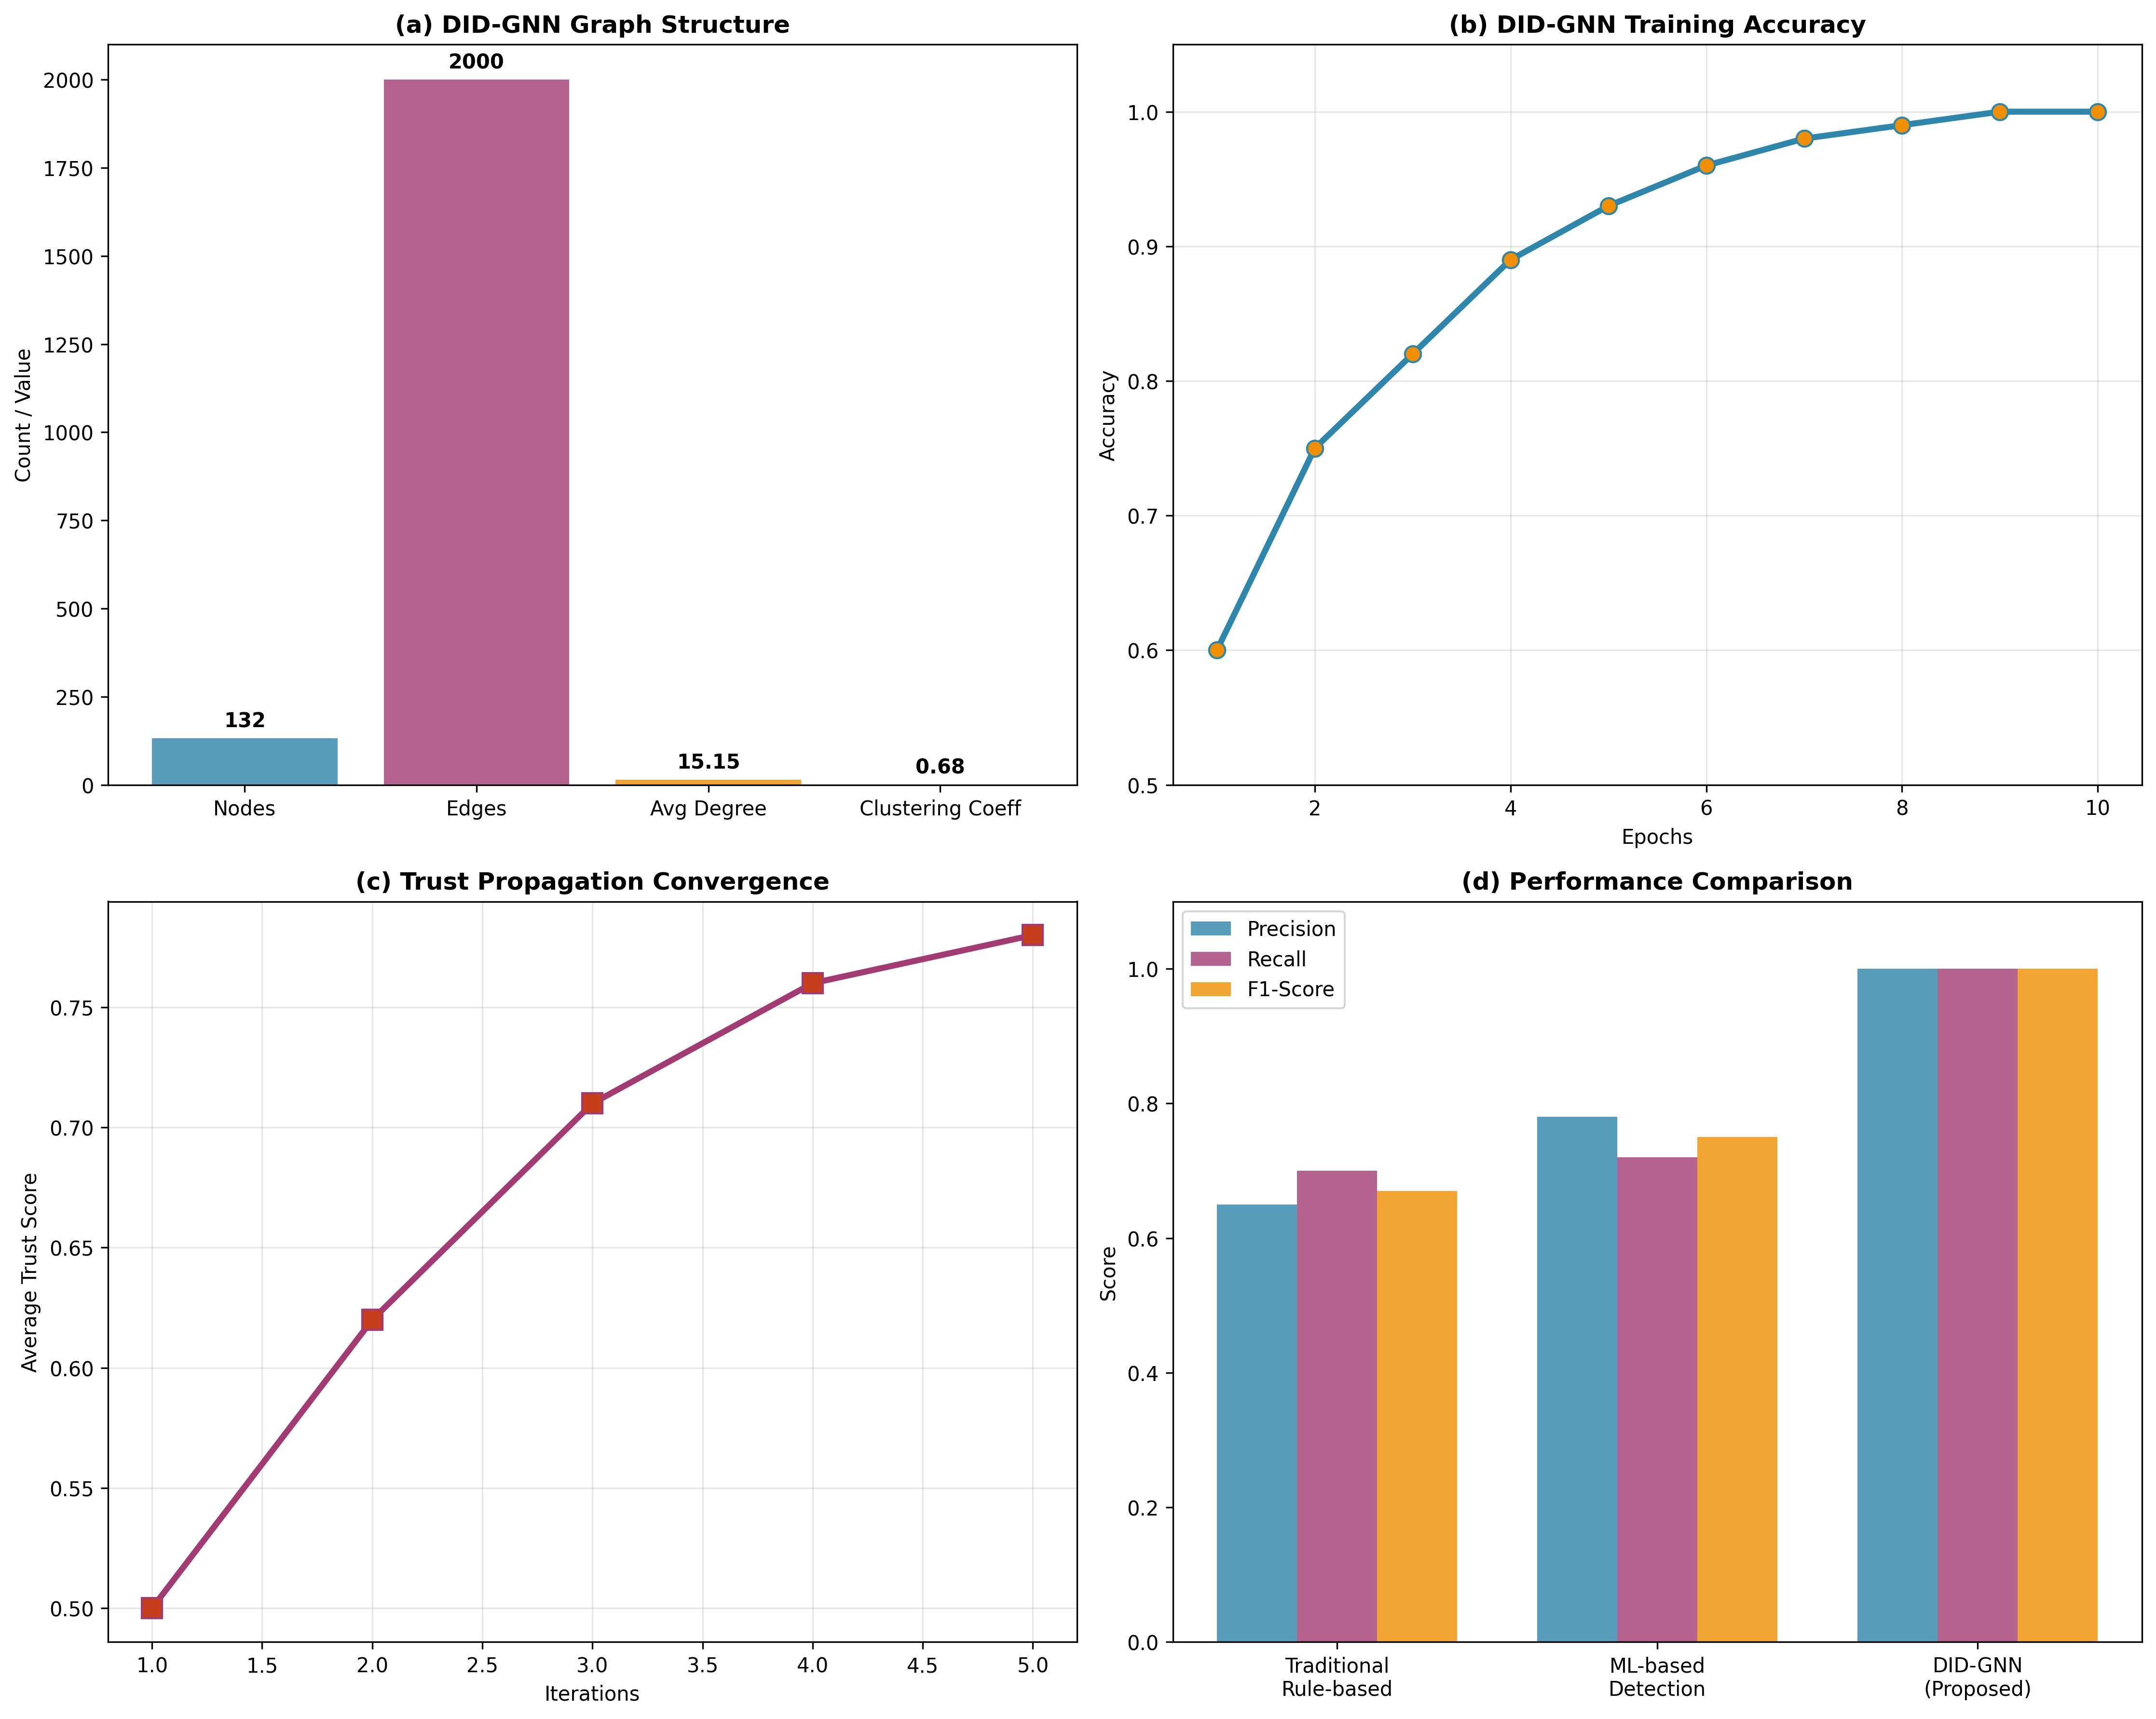 (a) DID-GNN Graph Structure
Count / Value
2000
1750
1500
1250
1000
750
500
250
0
132
2000
15.15
0.68
Nodes
Edges
Avg Degree
Clustering Coeff
(b) DID-GNN Training Accuracy
Accuracy
1.0
0.9
0.8
0.7
0.6
0.5
2
4
6
8
10
Epochs
(c) Trust Propagation Convergence
Average Trust Score
0.75
0.70
0.65
0.60
0.55
0.50
1.0
1.5
2.0
2.5
3.0
3.5
4.0
4.5
5.0
Iterations
(d) Performance Comparison
Precision
Recall
F1-Score
Score
1.0
0.8
0.6
0.4
0.2
0.0
Traditional
Rule-based
ML-based
Detection
DID-GNN
(Proposed)